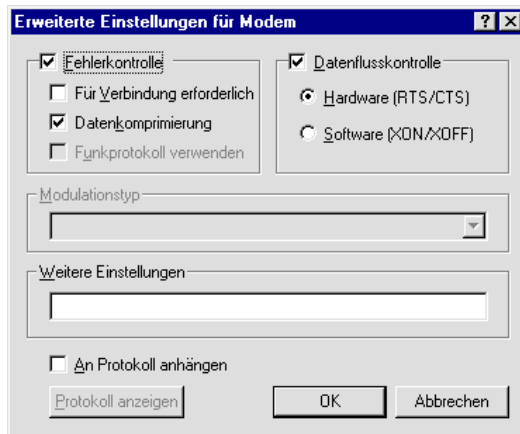 Erweiterte Einstellungen für Modem
Fehlerkontrolle
Für Verbindung erforderlich
Datenkomprimierung
Funkprotokoll verwenden
Datenflusskontrolle
Hardware (RTS/CTS)
Software (XON/XOFF)
Modulationstyp
Weitere Einstellungen
An Protokoll anhängen
Protokoll anzeigen
OK
Abbrechen